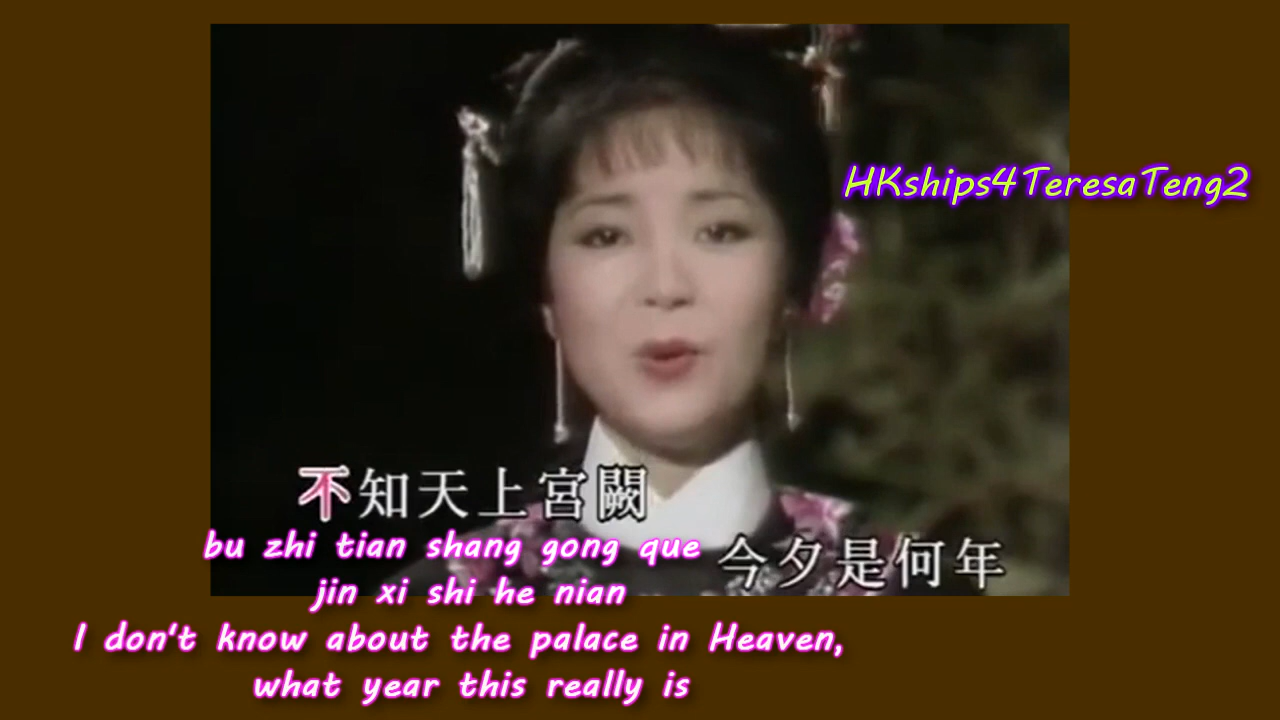 HKships4TeresaTeng2
不知天上宮闕
bu zhi tian shang gong que
今夕是何年
jin xi shi he nian
I don't know about the palace in Heaven,
what year this really is